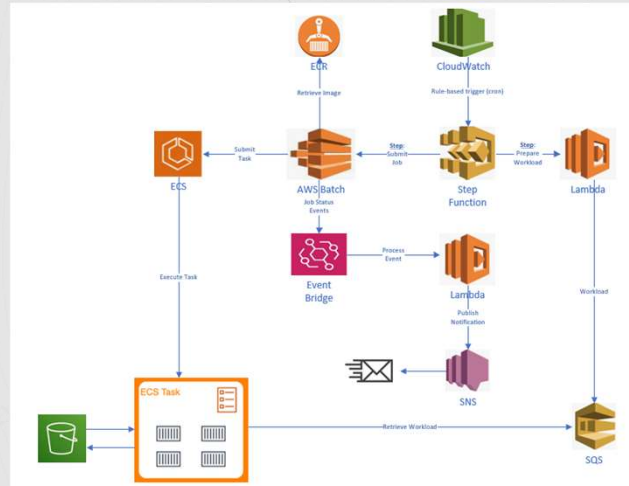 ECR
CloudWatch
Retrieve Image
Rule-based trigger (cron)
Submit
Task
Step:
Submit
Job
Step:
Prepare
Workload
ECS
AWS Batch
Step
Function
Lambda
Job Status
Events
Process
Event
Event
Bridge
Lambda
Execute Task
Workload
Publish
Notification
SNS
ECS Task
Retrieve Workload
SQS